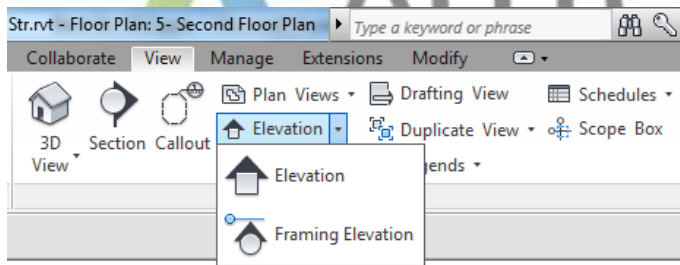 Str.rvt - Floor Plan: 5- Second Floor Plan Type a keyword or phrase
Collaborate View Manage Extensions Modify
Plan Views Drafting View Schedules
Elevation Duplicate View Scope Box
3D View Section Callout
Elevation
Framing Elevation